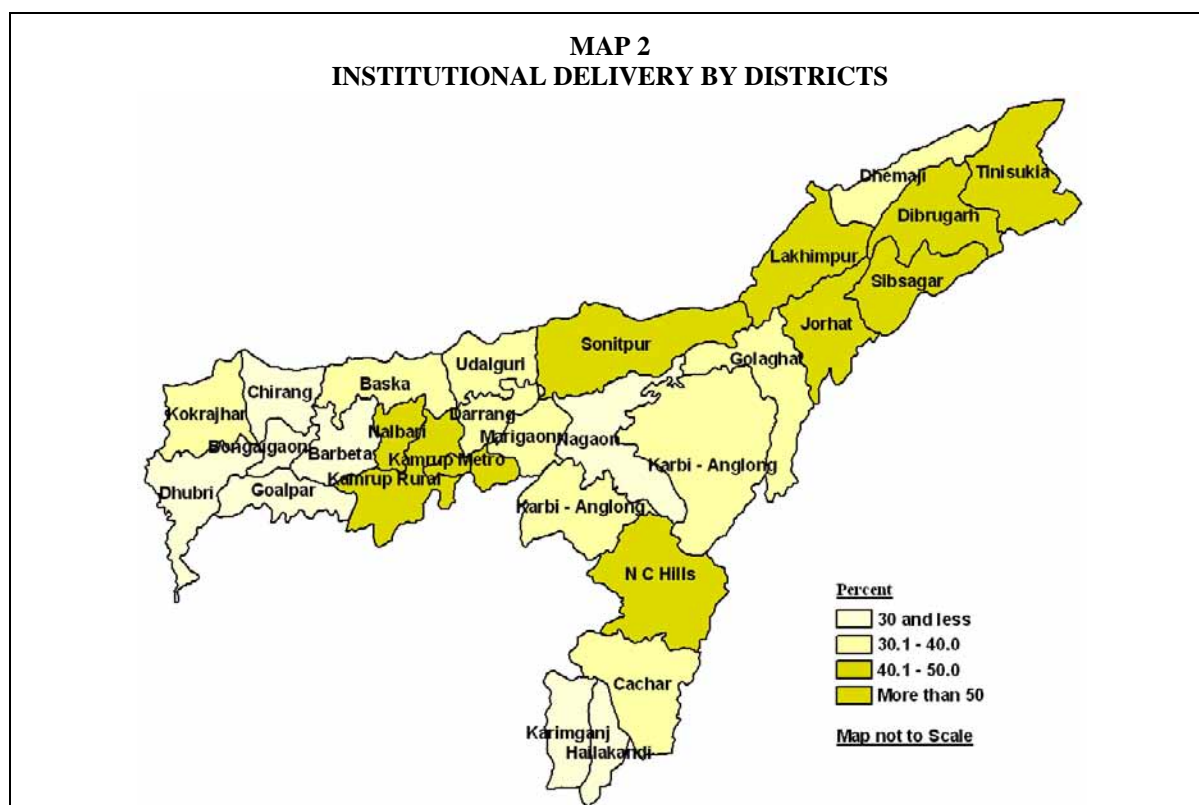 MAP 2
INSTITUTIONAL DELIVERY BY DISTRICTS
Dhemaji
Tinisukia
Dibrugarh
Lakhimpur
Sibsagar
Jorhat
Sonitpur
Golaghat
Udalguri
Chirang
Baska
Kokrajhar
Darrang
Nalbari
Marigaon
Nagaon
Bongaigaon
Barbeta
Kamrup Metro
Karbi - Anglong
Dhubri
Goalpar
Kamrup Rural
Karbi - Anglong
N C Hills
Cachar
Karimganj
Hailakandi
Percent
30 and less
30.1 - 40.0
40.1 - 50.0
More than 50
Map not to Scale